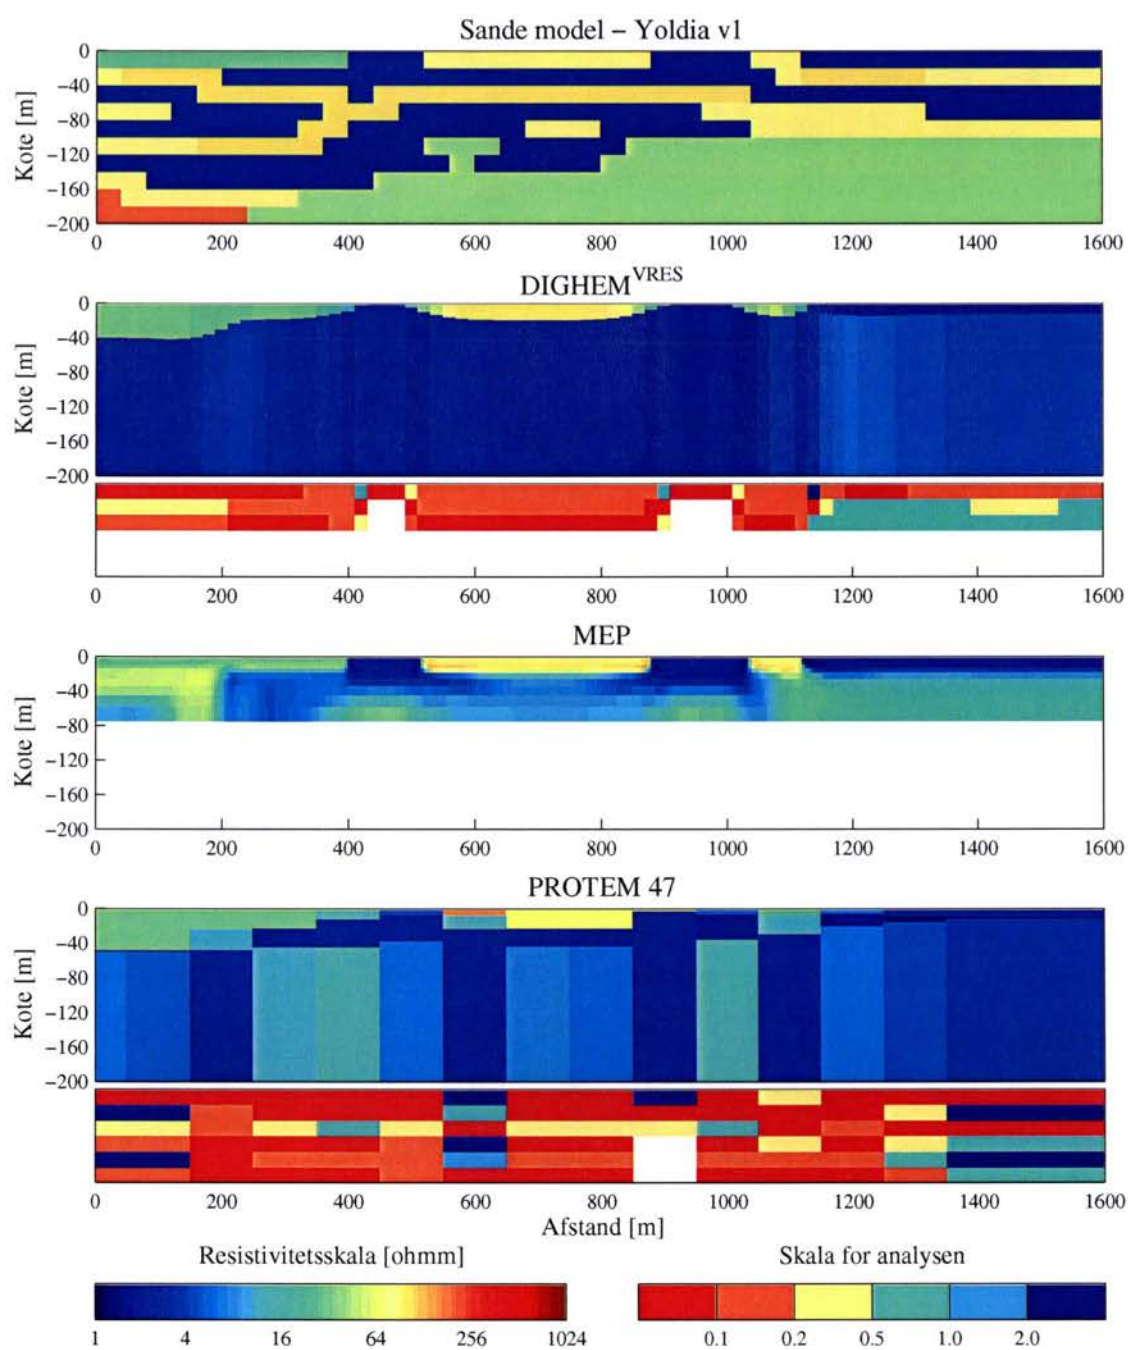 Sande model – Yoldia v1
Kote [m]
0
−40
−80
−120
−160
−200
0 200 400 600 800 1000 1200 1400 1600
DIGHEM^VRES
Kote [m]
0
−40
−80
−120
−160
−200
0 200 400 600 800 1000 1200 1400 1600
MEP
Kote [m]
0
−40
−80
−120
−160
−200
0 200 400 600 800 1000 1200 1400 1600
PROTEM 47
Kote [m]
0
−40
−80
−120
−160
−200
0 200 400 600 800 1000 1200 1400 1600
Afstand [m]
Resistivitetsskala [ohmm]
1 4 16 64 256 1024
Skala for analysen
0.1 0.2 0.5 1.0 2.0